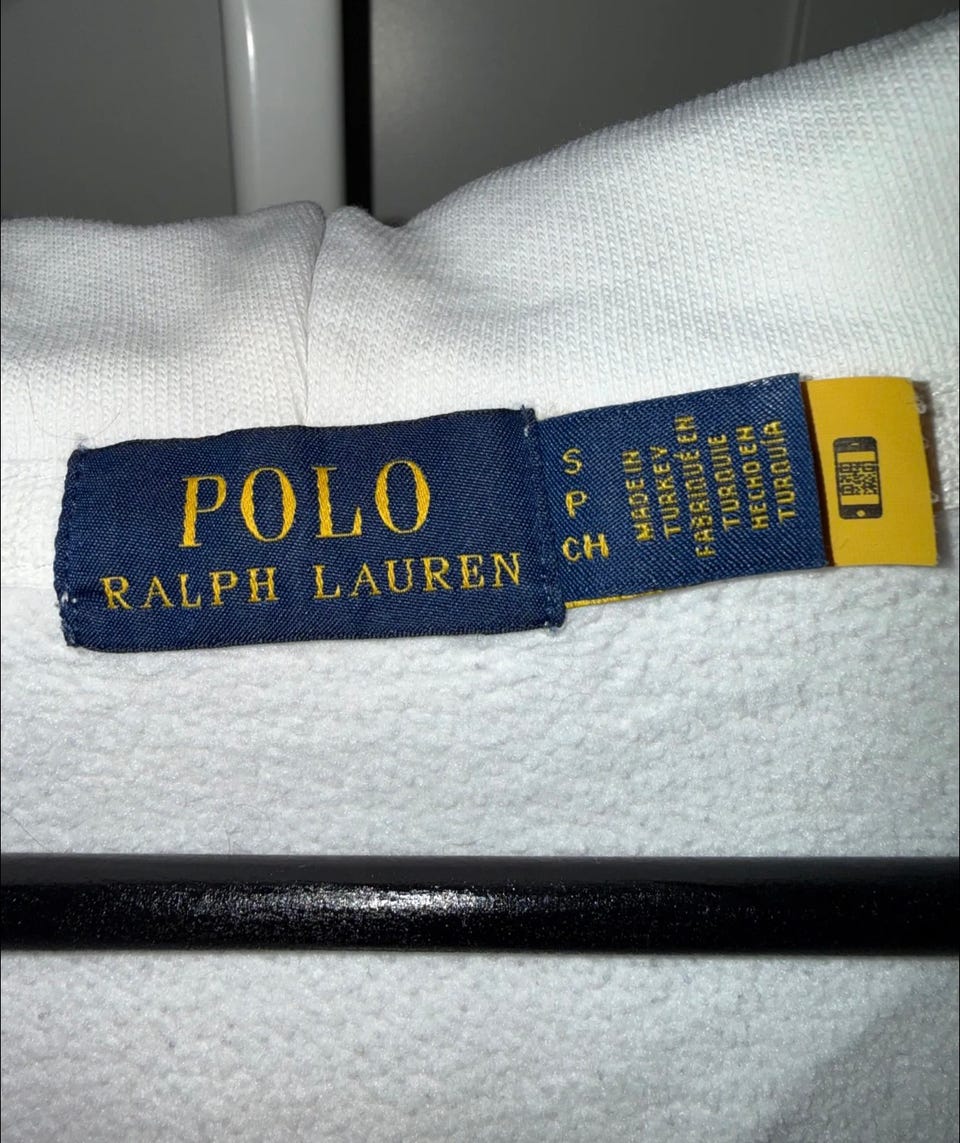 POLO
RALPH LAUREN
S
P
CH
MADE IN
TURKEY
FABRIQUÉ EN
TURQUIE
HECHO EN
TURQUÍA